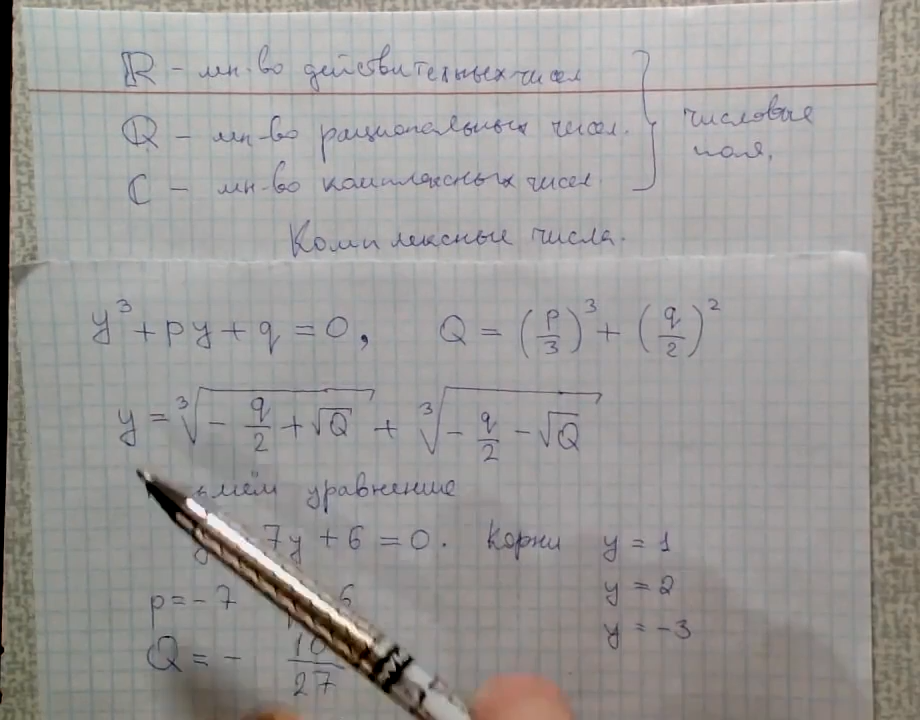 ℝ – мн-во действительных чисел
ℚ – мн-во рациональных чисел.
ℂ – мн-во комплексных чисел.
числовые
поля.
Комплексные числа.
y³ + py + q = 0, Q = (p/3)³ + (q/2)²
y = ∛(-q/2 + √Q) + ∛(-q/2 - √Q)
уравнение
7y + 6 = 0. Корни y = 1
y = 2
p = -7 6
y = -3
Q = - 10 / 27